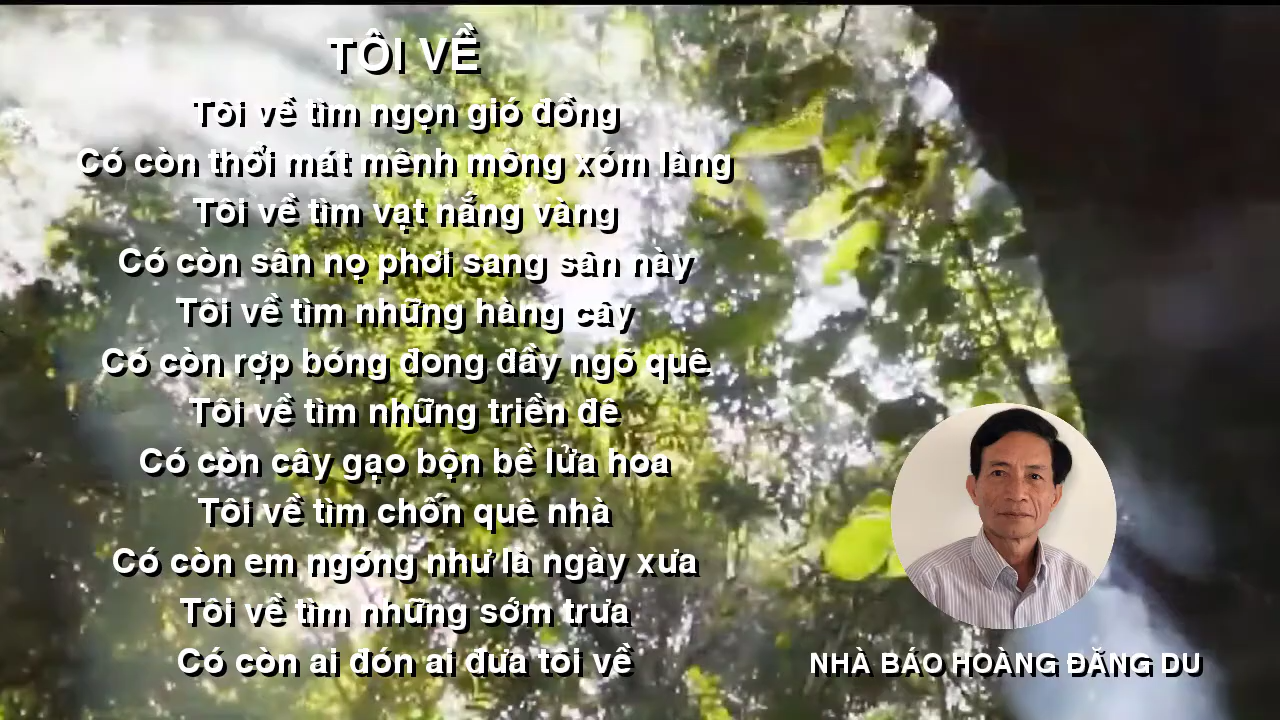 TÔI VỀ
Tôi về tìm ngọn gió đồng
Có còn thổi mát mênh mông xóm làng
Tôi về tìm vạt nắng vàng
Có còn sân nọ phơi sang sân này
Tôi về tìm những hàng cây
Có còn rợp bóng đong đầy ngõ quê
Tôi về tìm những triền đê
Có còn cây gạo bộn bề lửa hoa
Tôi về tìm chốn quê nhà
Có còn em ngóng như là ngày xưa
Tôi về tìm những sớm trưa
Có còn ai đón ai đưa tôi về
NHÀ BÁO HOÀNG ĐĂNG DU